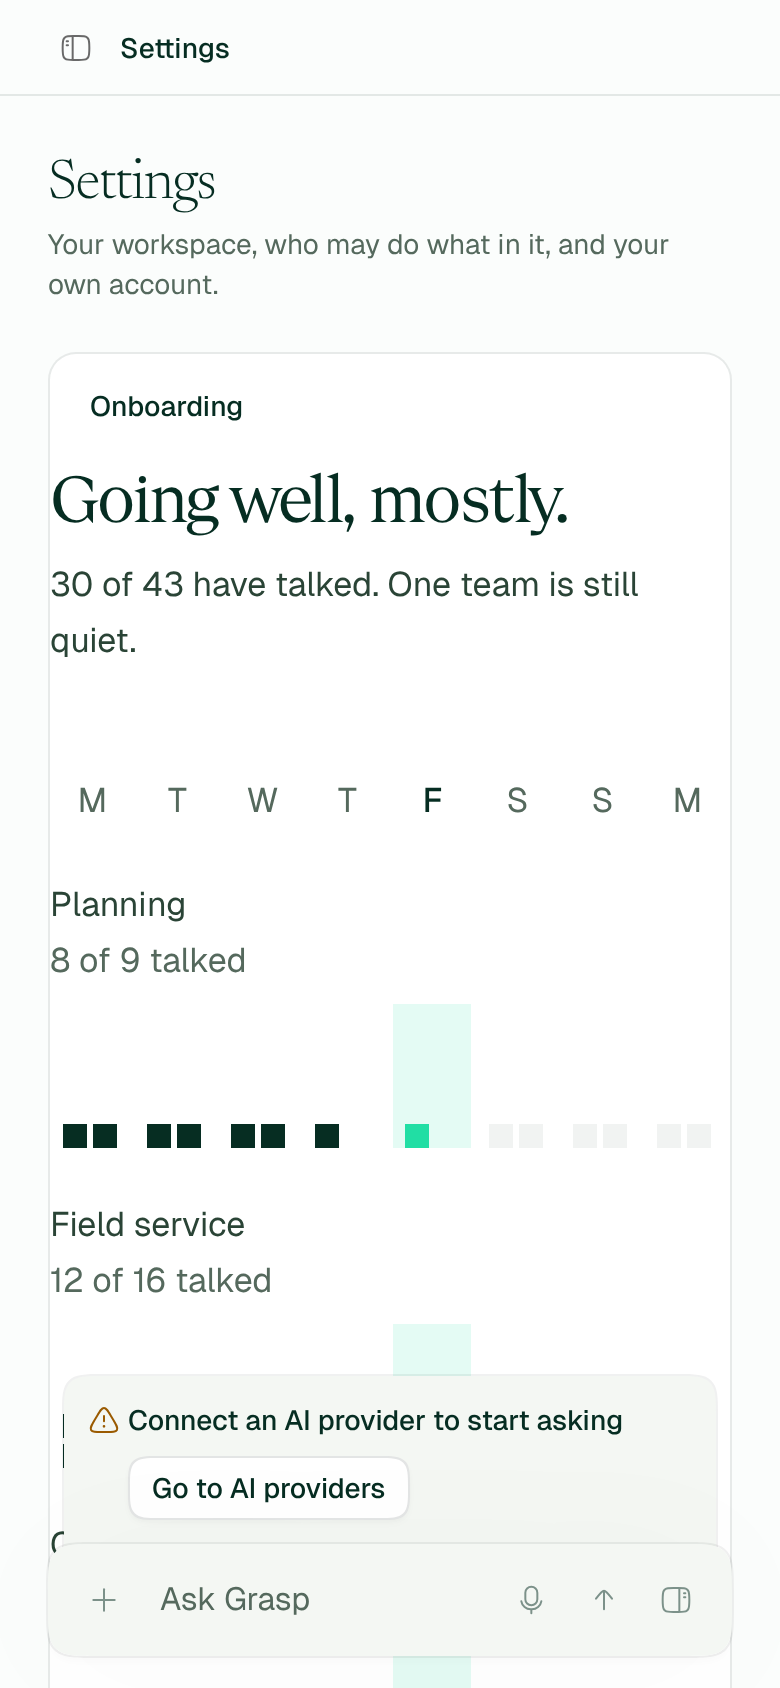 Settings
Settings
Your workspace, who may do what in it, and your
own account.
Onboarding
Going well, mostly.
30 of 43 have talked. One team is still
quiet.
M T W T F S S M
Planning
8 of 9 talked
Field service
12 of 16 talked
Connect an AI provider to start asking
Go to AI providers
Ask Grasp